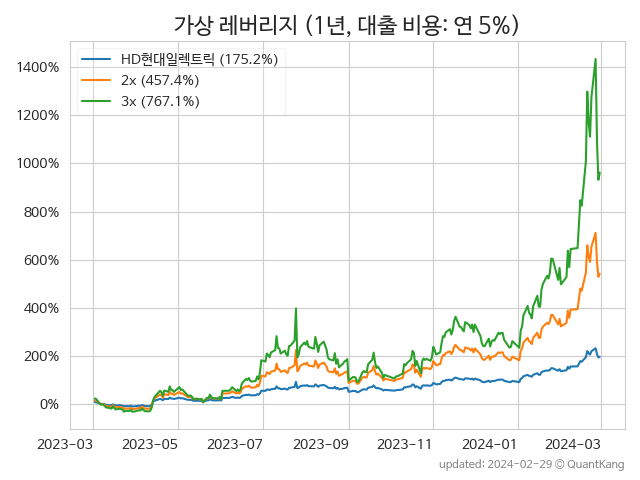 가상 레버리지 (1년, 대출 비용: 연 5%)
HD현대일렉트릭 (175.2%)
2x (457.4%)
3x (767.1%)
1400%
1200%
1000%
800%
600%
400%
200%
0%
2023-03 2023-05 2023-07 2023-09 2023-11 2024-01 2024-03
updated: 2024-02-29 © QuantKang